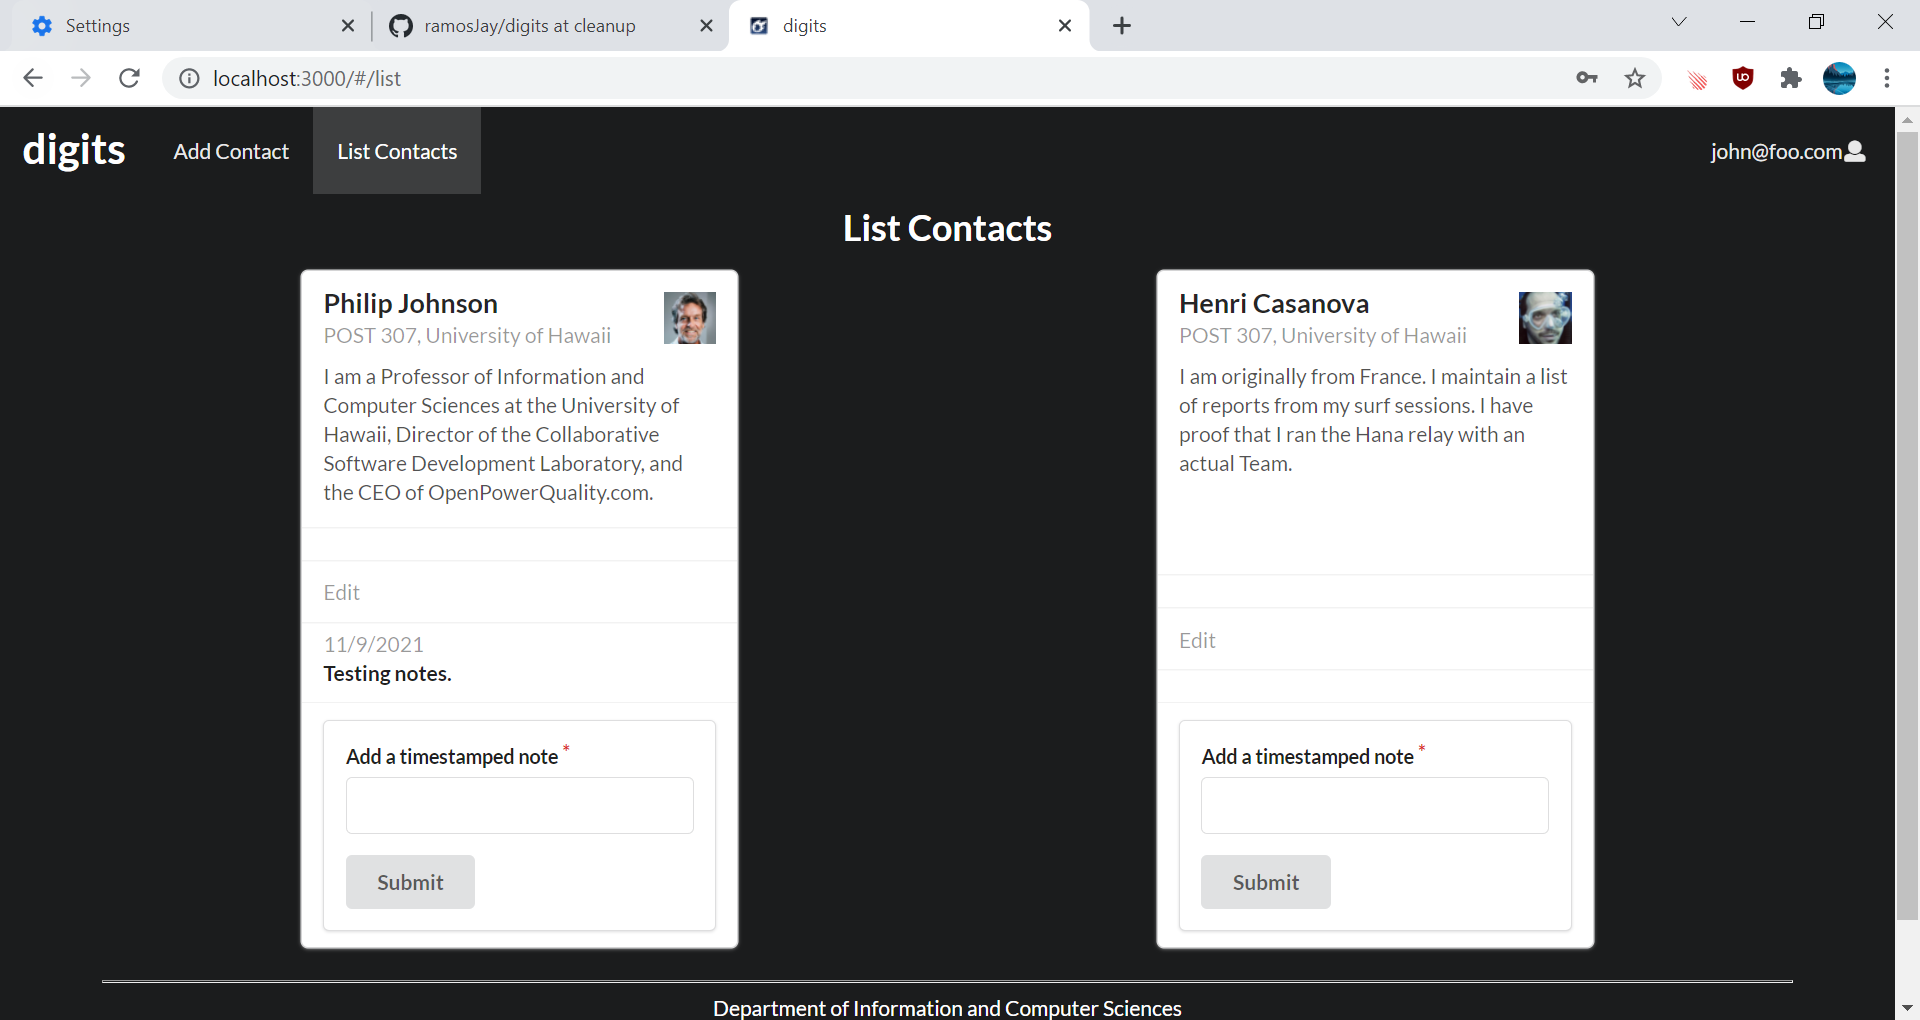 Settings
ramosJay/digits at cleanup
digits
localhost:3000/#/list
digits
Add Contact
List Contacts
john@foo.com
List Contacts
Philip Johnson
POST 307, University of Hawaii
I am a Professor of Information and
Computer Sciences at the University of
Hawaii, Director of the Collaborative
Software Development Laboratory, and
the CEO of OpenPowerQuality.com.
Edit
11/9/2021
Testing notes.
Add a timestamped note *
Submit
Henri Casanova
POST 307, University of Hawaii
I am originally from France. I maintain a list
of reports from my surf sessions. I have
proof that I ran the Hana relay with an
actual Team.
Edit
Add a timestamped note *
Submit
Department of Information and Computer Sciences